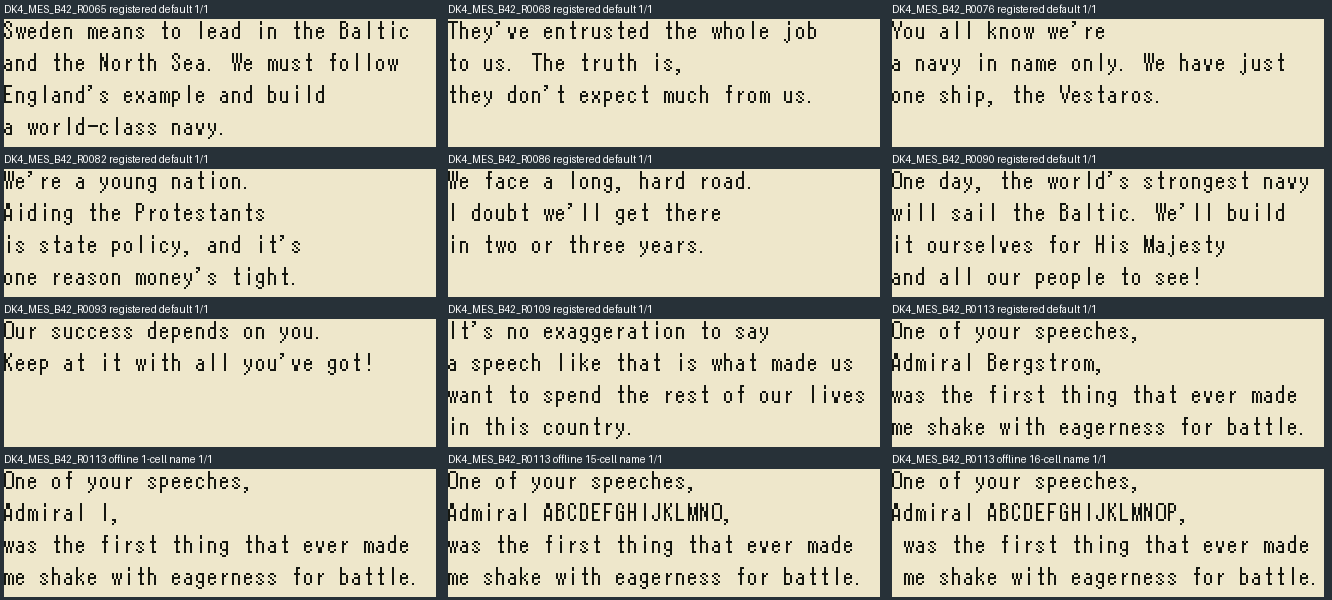 DK4_MES_B42_R0065 registered default 1/1
Sweden means to lead in the Baltic
and the North Sea. We must follow
England's example and build
a world-class navy.
DK4_MES_B42_R0068 registered default 1/1
They've entrusted the whole job
to us. The truth is,
they don't expect much from us.
DK4_MES_B42_R0076 registered default 1/1
You all know we're
a navy in name only. We have just
one ship, the Vestaros.
DK4_MES_B42_R0082 registered default 1/1
We're a young nation.
Aiding the Protestants
is state policy, and it's
one reason money's tight.
DK4_MES_B42_R0086 registered default 1/1
We face a long, hard road.
I doubt we'll get there
in two or three years.
DK4_MES_B42_R0090 registered default 1/1
One day, the world's strongest navy
will sail the Baltic. We'll build
it ourselves for His Majesty
and all our people to see!
DK4_MES_B42_R0093 registered default 1/1
Our success depends on you.
Keep at it with all you've got!
DK4_MES_B42_R0109 registered default 1/1
It's no exaggeration to say
a speech like that is what made us
want to spend the rest of our lives
in this country.
DK4_MES_B42_R0113 registered default 1/1
One of your speeches,
Admiral Bergstrom,
was the first thing that ever made
me shake with eagerness for battle.
DK4_MES_B42_R0113 offline 1-cell name 1/1
One of your speeches,
Admiral I,
was the first thing that ever made
me shake with eagerness for battle.
DK4_MES_B42_R0113 offline 15-cell name 1/1
One of your speeches,
Admiral ABCDEFGHIJKLMNO,
was the first thing that ever made
me shake with eagerness for battle.
DK4_MES_B42_R0113 offline 16-cell name 1/1
One of your speeches,
Admiral ABCDEFGHIJKLMNOP,
was the first thing that ever made
me shake with eagerness for battle.